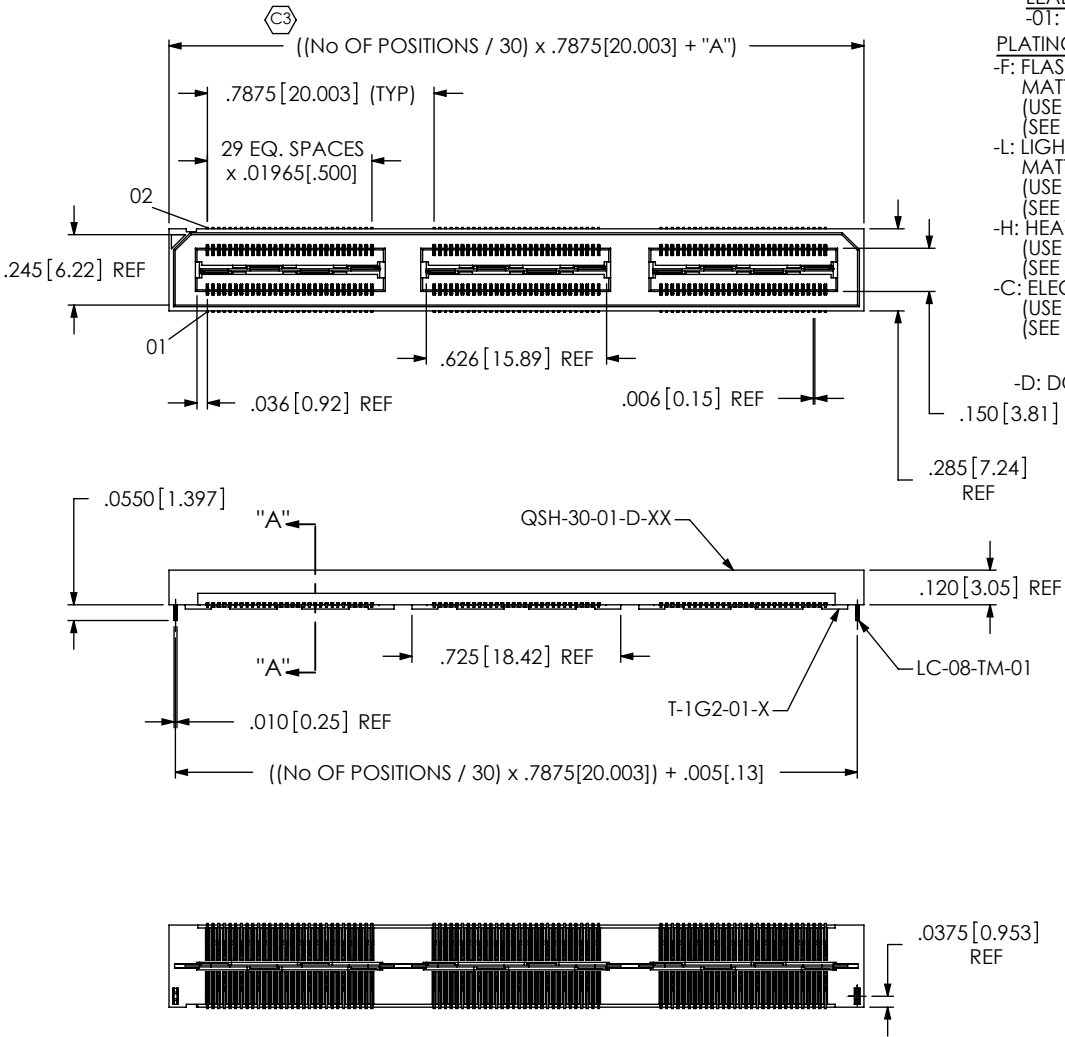 C3
((No OF POSITIONS / 30) x .7875[20.003] + "A")
.7875[20.003] (TYP)
29 EQ. SPACES
x .01965[.500]
02
.245[6.22] REF
01
.626[15.89] REF
.036[0.92] REF
.006[0.15] REF
.150[3.81]
.285[7.24]
REF
-01:
PLATING
-F: FLAS
(USE
(SEE
-L: LIGH
(USE
(SEE
-H: HEA
(USE
(SEE
-C: ELEC
(USE
(SEE
-D: DO
.0550[1.397]
"A"
QSH-30-01-D-XX
.120[3.05] REF
"A"
.725[18.42] REF
LC-08-TM-01
T-1G2-01-X
.010[0.25] REF
((No OF POSITIONS / 30) x .7875[20.003]) + .005[.13]
.0375[0.953]
REF